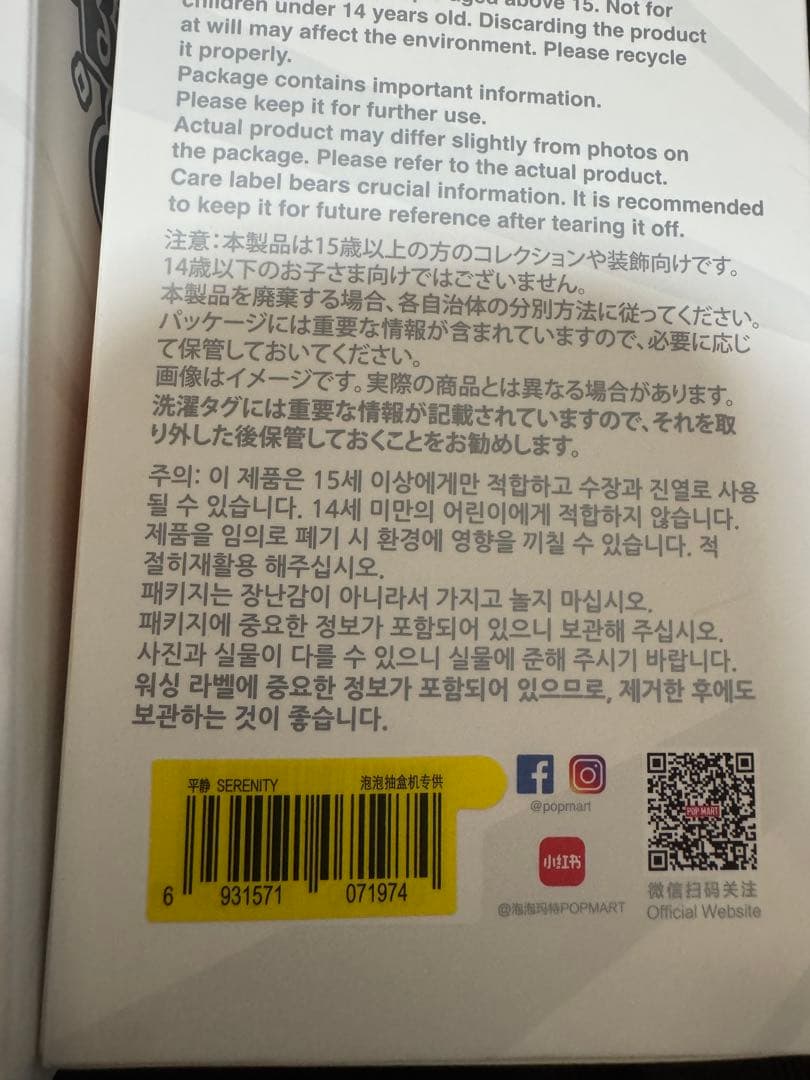 above 15. Not for
children under 14 years old. Discarding the product
at will may affect the environment. Please recycle
it properly.
Package contains important information.
Please keep it for further use.
Actual product may differ slightly from photos on
the package. Please refer to the actual product.
Care label bears crucial information. It is recommended
to keep it for future reference after tearing it off.
注意：本製品は15歳以上の方のコレクションや装飾向けです。
14歳以下のお子さま向けではございません。
本製品を廃棄する場合、各自治体の分別方法に従ってください。
パッケージには重要な情報が含まれていますので、必要に応じ
て保管しておいてください。
画像はイメージです。実際の商品とは異なる場合があります。
洗濯タグには重要な情報が記載されていますので、それを取
り外した後保管しておくことをお勧めします。
주의: 이 제품은 15세 이상에게만 적합하고 수장과 진열로 사용
될 수 있습니다. 14세 미만의 어린이에게 적합하지 않습니다.
제품을 임의로 폐기 시 환경에 영향을 끼칠 수 있습니다. 적
절히재활용 해주십시오.
패키지는 장난감이 아니라서 가지고 놀지 마십시오.
패키지에 중요한 정보가 포함되어 있으니 보관해 주십시오.
사진과 실물이 다를 수 있으니 실물에 준해 주시기 바랍니다.
워싱 라벨에 중요한 정보가 포함되어 있으므로, 제거한 후에도
보관하는 것이 좋습니다.
平静 SERENITY 泡泡抽盒机专供
6 931571 071974
@popmart
小红书
@泡泡玛特POPMART
POP MART
微信扫码关注
Official Website